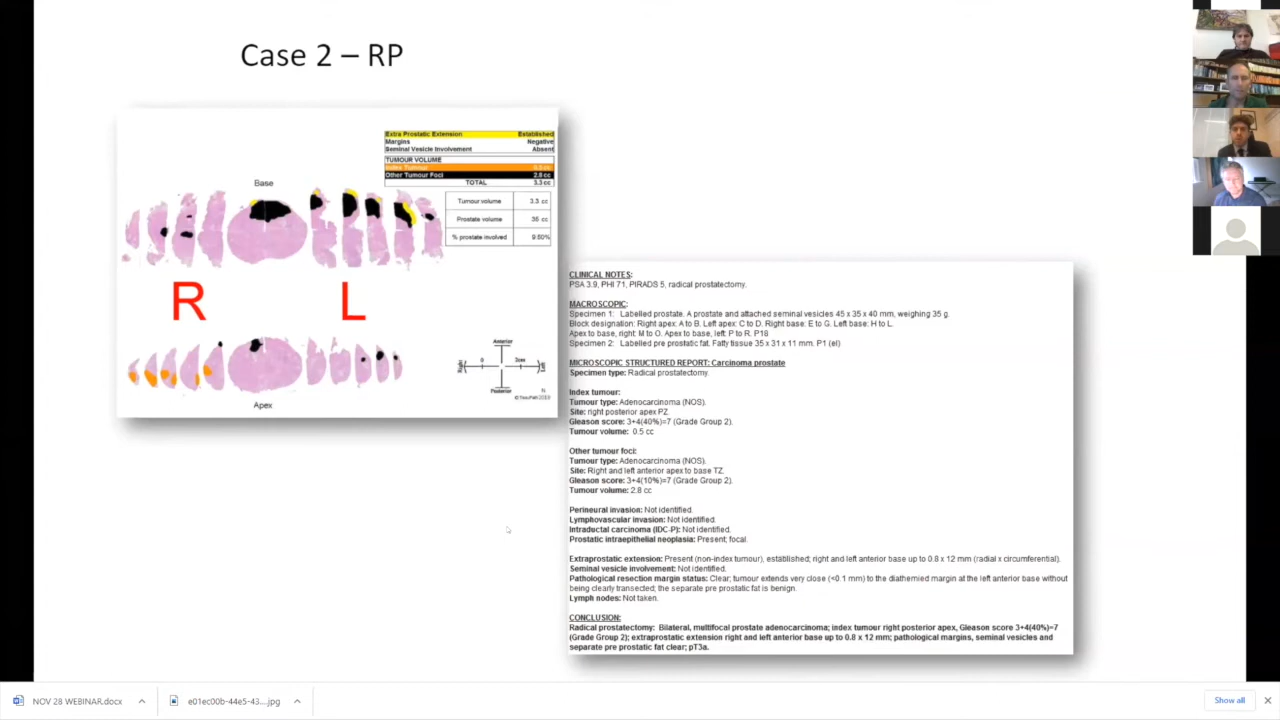 Case 2 – RP
Extra Prostatic Extension Established
Margins Negative
Seminal Vesicle Involvement Absent
TUMOUR VOLUME
Index Tumour
Other Tumour Foci 2.8 cc
TOTAL 3.3 cc
Tumour volume 3.3 cc
Prostate volume 35 cc
% prostate involved 9.60%
Base
R L
Anterior
Right 0 2cms Left
Posterior
N
Apex
CLINICAL NOTES:
PSA 3.9, PHI 71, PIRADS 5, radical prostatectomy.
MACROSCOPIC:
Specimen 1: Labelled prostate. A prostate and attached seminal vesicles 45 x 35 x 40 mm, weighing 35 g.
Block designation: Right apex: A to B. Left apex: C to D. Right base: E to G. Left base: H to L.
Apex to base, right: M to O. Apex to base, left: P to R. P18
Specimen 2: Labelled pre prostatic fat. Fatty tissue 35 x 31 x 11 mm. P1 (el)
MICROSCOPIC STRUCTURED REPORT: Carcinoma prostate
Specimen type: Radical prostatectomy.
Index tumour:
Tumour type: Adenocarcinoma (NOS).
Site: right posterior apex PZ.
Gleason score: 3+4(40%)=7 (Grade Group 2).
Tumour volume: 0.5 cc
Other tumour foci:
Tumour type: Adenocarcinoma (NOS).
Site: Right and left anterior apex to base TZ.
Gleason score: 3+4(10%)=7 (Grade Group 2).
Tumour volume: 2.8 cc
Perineural invasion: Not identified.
Lymphovascular invasion: Not identified.
Intraductal carcinoma (IDC-P): Not identified.
Prostatic intraepithelial neoplasia: Present; focal.
Extraprostatic extension: Present (non-index tumour), established; right and left anterior base up to 0.8 x 12 mm (radial x circumferential).
Seminal vesicle involvement: Not identified.
Pathological resection margin status: Clear; tumour extends very close (<0.1 mm) to the diathermied margin at the left anterior base without
being clearly transected; the separate pre prostatic fat is benign.
Lymph nodes: Not taken.
CONCLUSION:
Radical prostatectomy: Bilateral, multifocal prostate adenocarcinoma; index tumour right posterior apex, Gleason score 3+4(40%)=7
(Grade Group 2); extraprostatic extension right and left anterior base up to 0.8 x 12 mm; pathological margins, seminal vesicles and
separate pre prostatic fat clear; pT3a.
NOV 28 WEBINAR.docx
e01ec00b-44e5-43....jpg
Show all